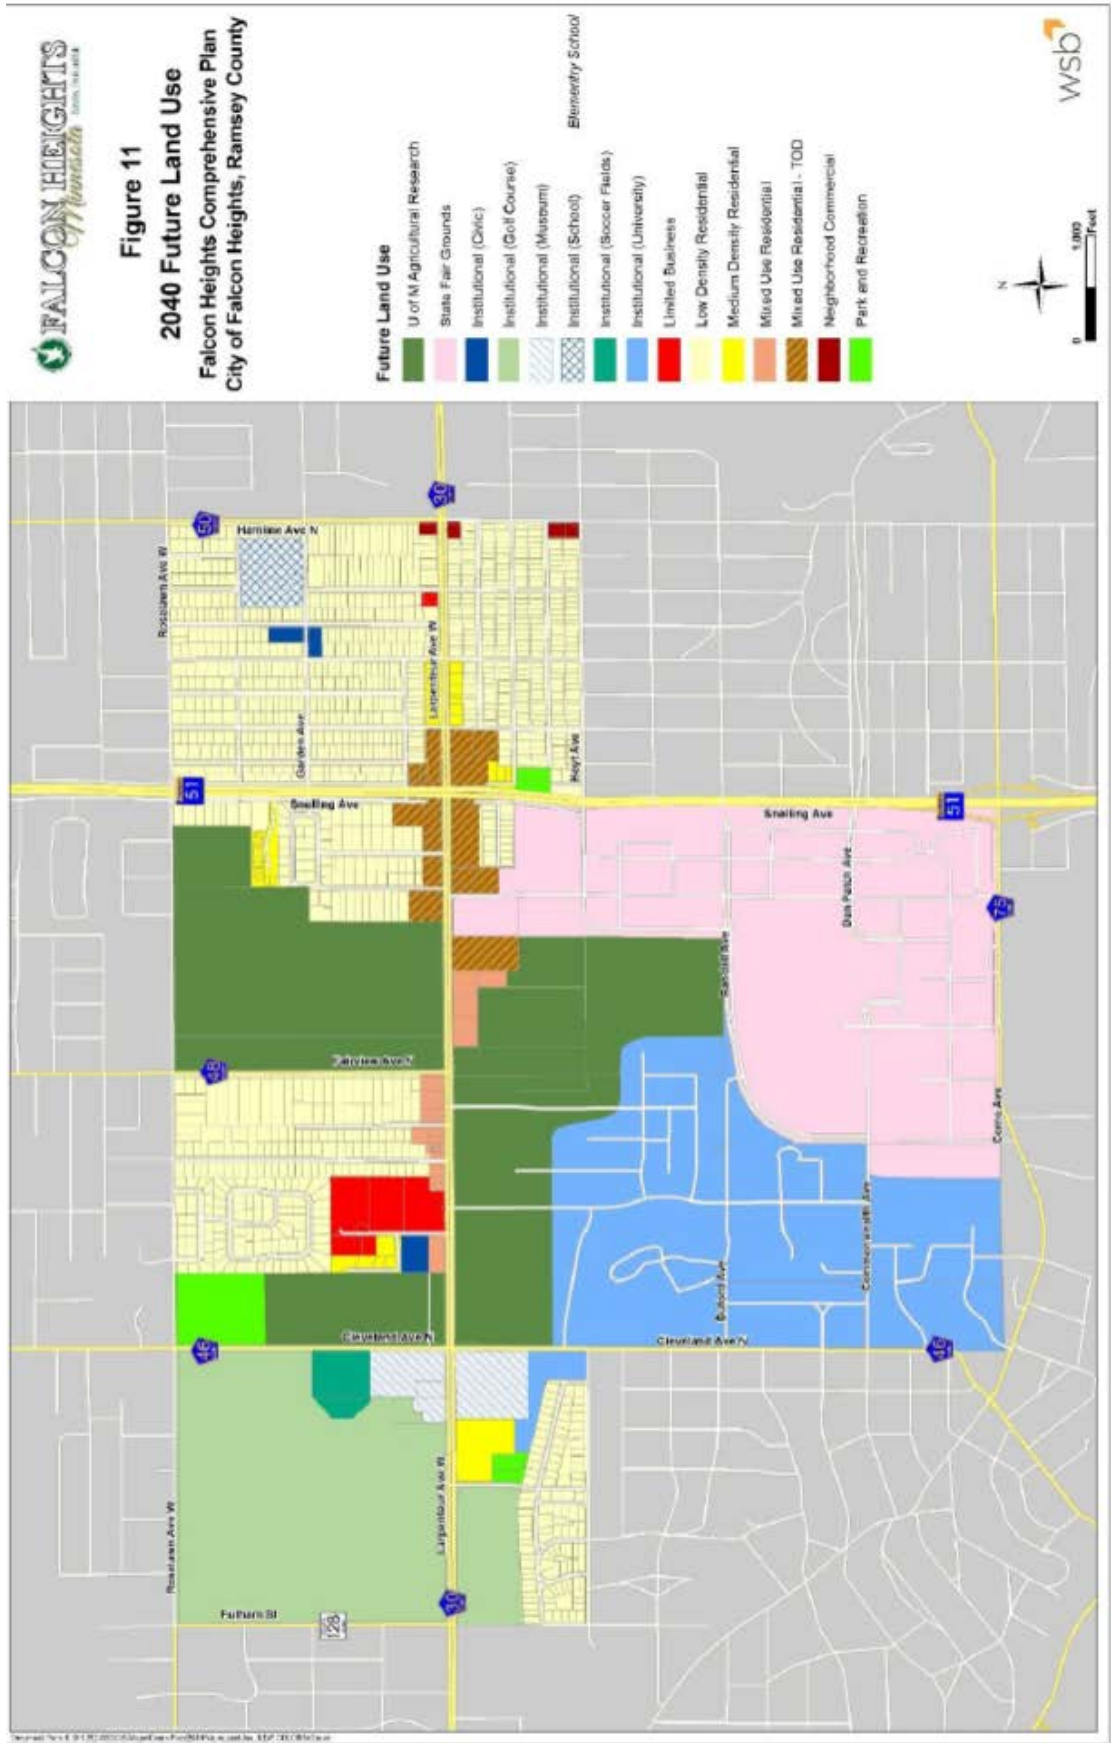 FALCON HEIGHTS
Minnesota
Figure 11
2040 Future Land Use
Falcon Heights Comprehensive Plan
City of Falcon Heights, Ramsey County
Future Land Use
U of M Agricultural Research
State Fair Grounds
Institutional (Civic)
Institutional (Golf Course)
Institutional (Museum)
Institutional (School)
Elementry School
Institutional (Soccer Fields)
Institutional (University)
Limited Business
Low Density Residential
Medium Density Residential
Mixed Use Residential
Mixed Use Residential - TOD
Neighborhood Commercial
Park and Recreation
N
0
1,000
Feet
wsb
Roselawn Ave W
Roselawn Ave W
Fulham St
128
Larpenteur Ave W
30
46
Cleveland Ave N
Cleveland Ave N
46
48
Fairview Ave N
51
Snelling Ave
Garden Ave
Larpenteur Ave W
50
Hamline Ave N
30
Hoyt Ave
Snelling Ave
51
Dan Patch Ave
Randall Ave
75
Como Ave
Buford Ave
Commonwealth Ave